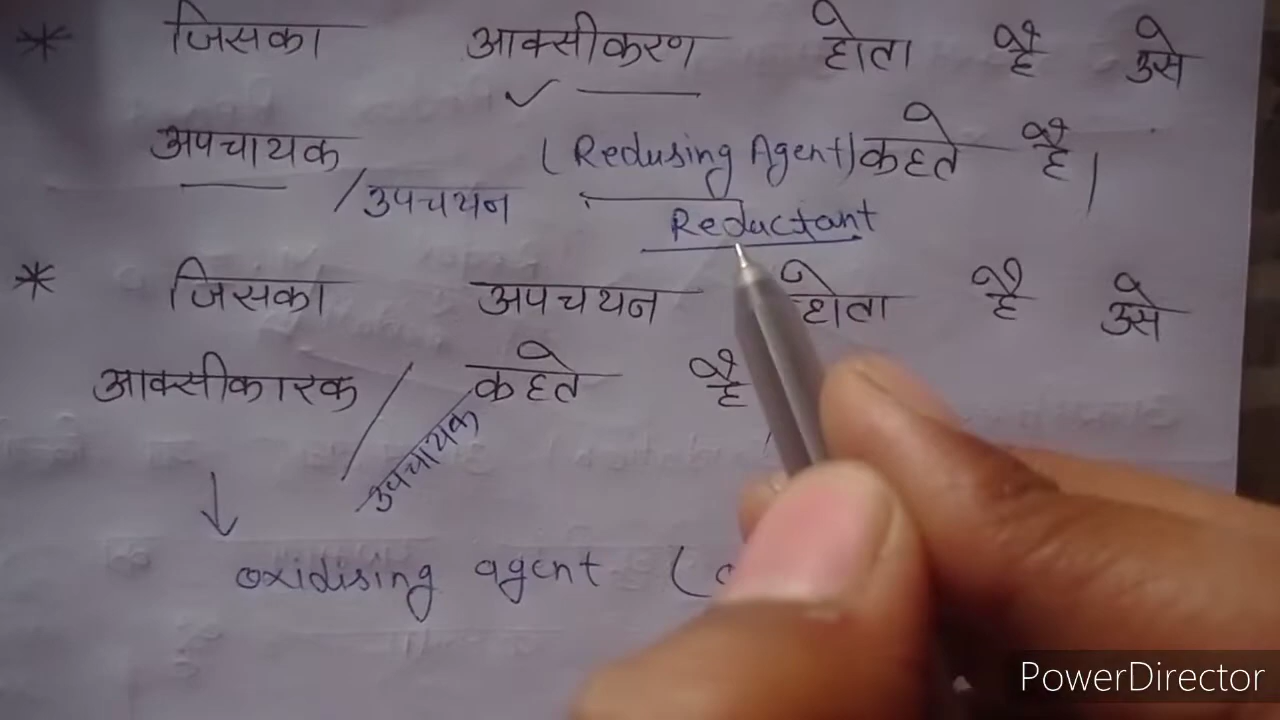 * जिसका आक्सीकरण होता है उसे
अपचायक (Redusing Agent) कहते है।
/उपचयन Reductant
* जिसका अपचयन होता है उसे
आक्सीकारक / कहते है
उपचायक
↓
oxidising agent (
PowerDirector